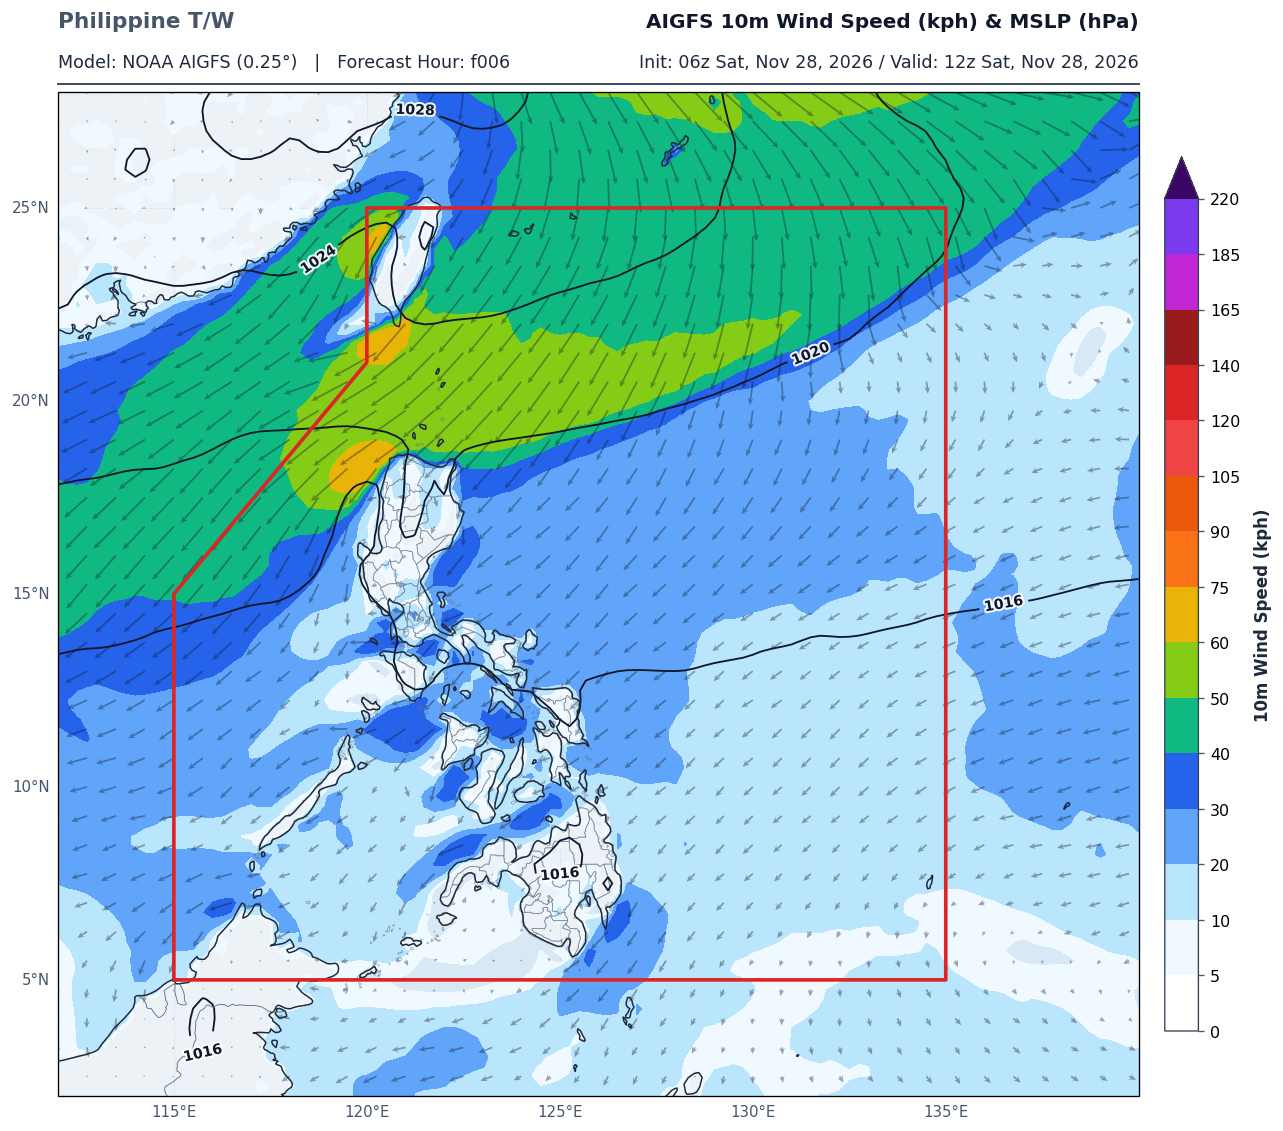 Philippine T/W
AIGFS 10m Wind Speed (kph) & MSLP (hPa)
Model: NOAA AIGFS (0.25°)   |   Forecast Hour: f006
Init: 06z Sat, Nov 28, 2026 / Valid: 12z Sat, Nov 28, 2026
1028
1024
1020
1016
1016
1016
25°N
20°N
15°N
10°N
5°N
115°E
120°E
125°E
130°E
135°E
220
185
165
140
120
105
90
75
60
50
40
30
20
10
5
0
10m Wind Speed (kph)